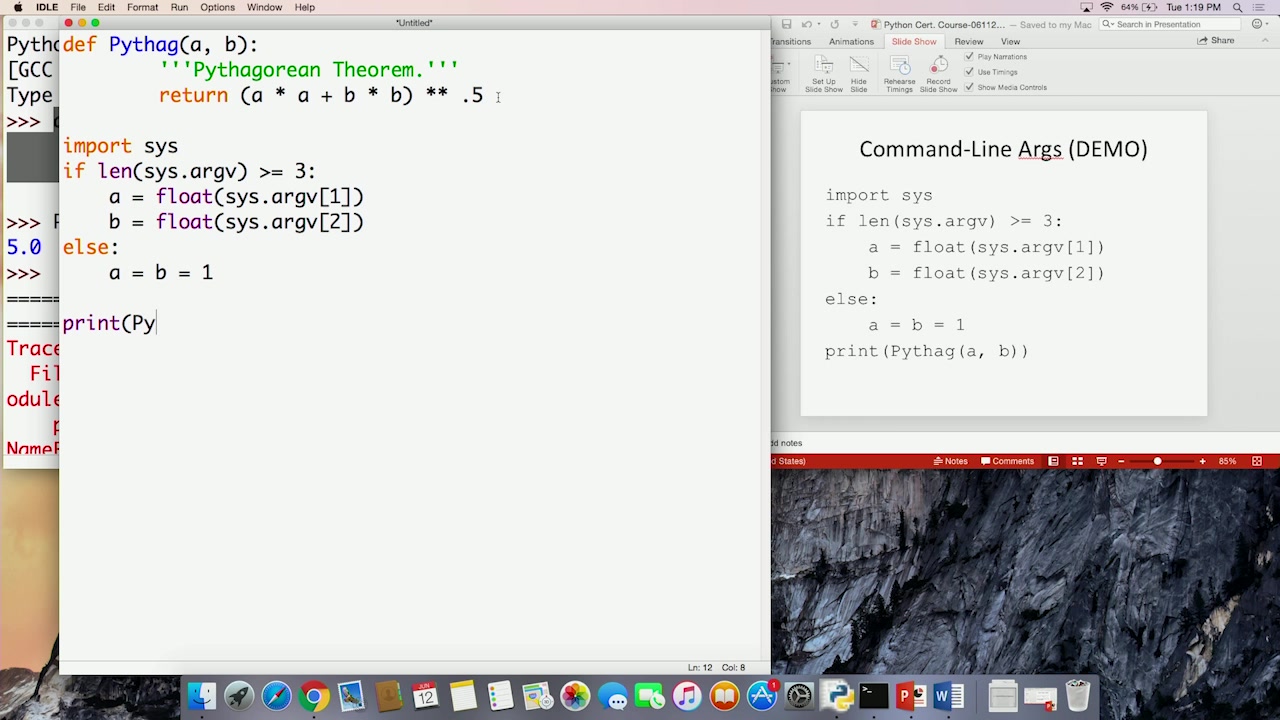 IDLE File Edit Format Run Options Window Help
64% Tue 1:19 PM
*Untitled*
Pytho
[GCC
Type
>>>
>>>
5.0
>>>
=====
=====
Trace
Fil
odule
NameE
def Pythag(a, b):
'''Pythagorean Theorem.'''
return (a * a + b * b) ** .5
import sys
if len(sys.argv) >= 3:
a = float(sys.argv[1])
b = float(sys.argv[2])
else:
a = b = 1
print(Py
Ln: 12 Col: 8
Python Cert. Course-06112... — Saved to my Mac
Search in Presentation
ransitions Animations Slide Show Review View Share
ustom
how
Set Up
Slide Show
Hide
Slide
Rehearse
Timings
Record
Slide Show
Play Narrations
Use Timings
Show Media Controls
Command-Line Args (DEMO)
import sys
if len(sys.argv) >= 3:
a = float(sys.argv[1])
b = float(sys.argv[2])
else:
a = b = 1
print(Pythag(a, b))
dd notes
d States) Notes Comments 85%
JUN
12
1